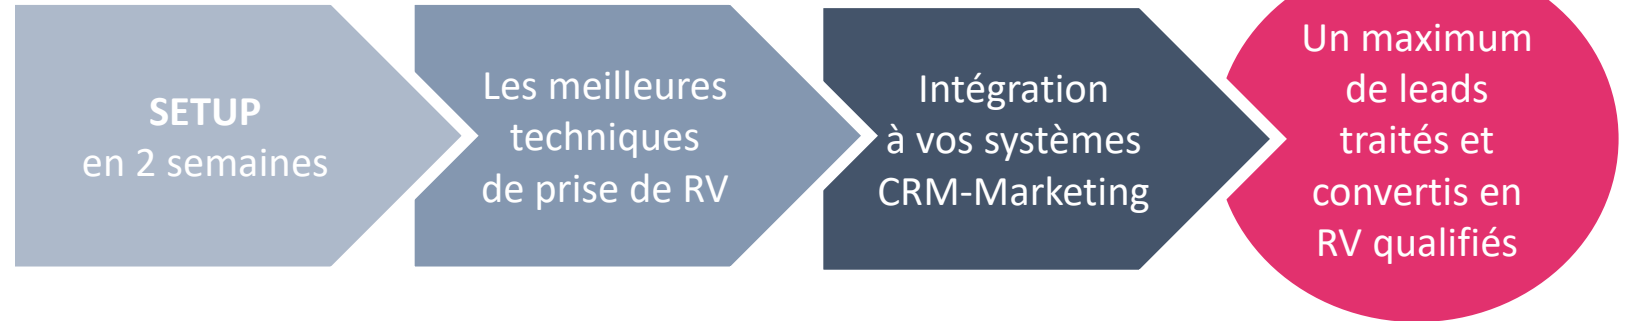 SETUP
en 2 semaines
Les meilleures
techniques
de prise de RV
Intégration
à vos systèmes
CRM-Marketing
Un maximum
de leads
traités et
convertis en
RV qualifiés